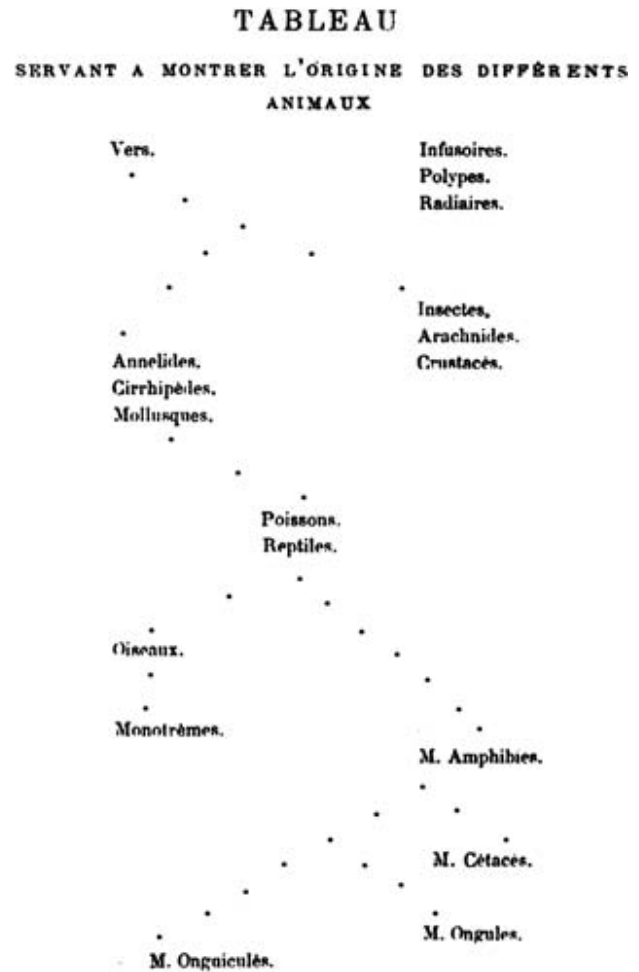 TABLEAU
SERVANT A MONTRER L'ORIGINE DES DIFFÉRENTS
ANIMAUX
Vers.
Infusoires.
Polypes.
Radiaires.
Insectes,
Arachnides.
Crustacés.
Annelides.
Cirrhipèdes.
Mollusques.
Poissons.
Reptiles.
Oiseaux.
Monotrèmes.
M. Amphibies.
M. Cétacés.
M. Ongules.
M. Onguiculés.